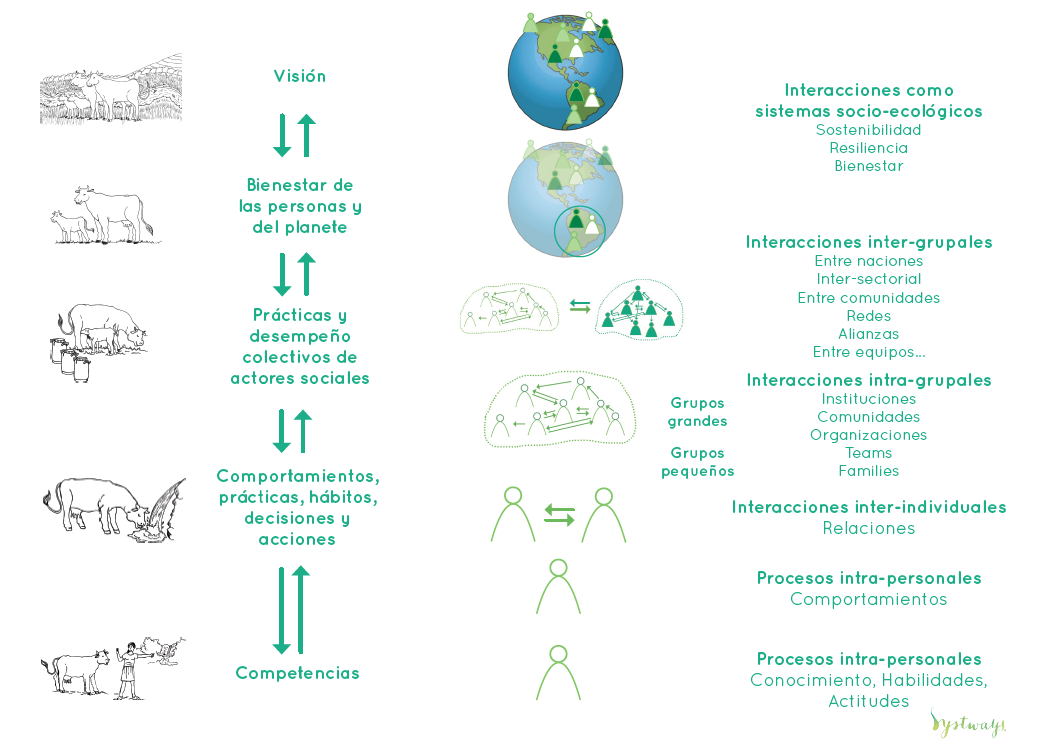 Visión
Bienestar de
las personas y
del planete
Prácticas y
desempeño
colectivos de
actores sociales
Comportamientos,
prácticas, hábitos,
decisiones y
acciones
Competencias
Grupos
grandes
Grupos
pequeños
Interacciones como
sistemas socio-ecológicos
Sostenibilidad
Resiliencia
Bienestar
Interacciones inter-grupales
Entre naciones
Inter-sectorial
Entre comunidades
Redes
Alianzas
Entre equipos...
Interacciones intra-grupales
Instituciones
Comunidades
Organizaciones
Teams
Families
Interacciones inter-individuales
Relaciones
Procesos intra-personales
Comportamientos
Procesos intra-personales
Conocimiento, Habilidades,
Actitudes
Systways